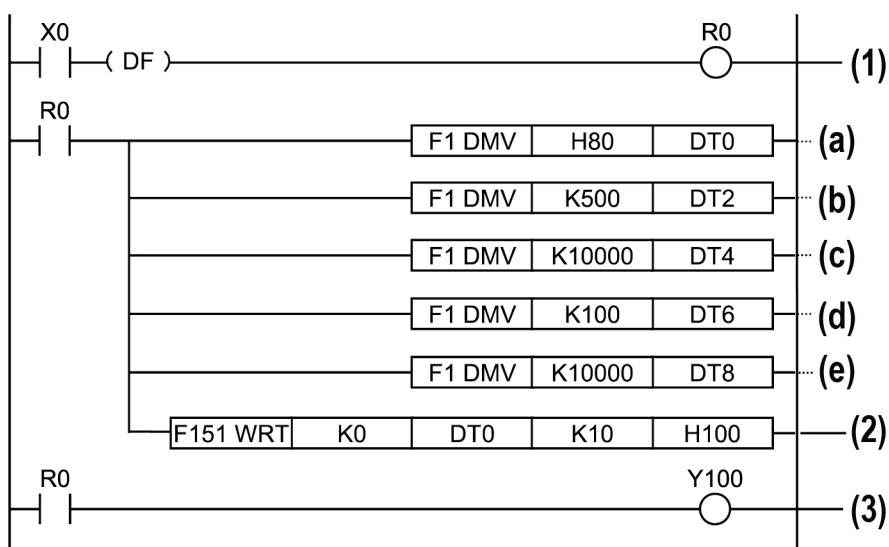 X0 R0
( DF ) (1)
R0
F1 DMV H80 DT0 (a)
F1 DMV K500 DT2 (b)
F1 DMV K10000 DT4 (c)
F1 DMV K100 DT6 (d)
F1 DMV K10000 DT8 (e)
F151 WRT K0 DT0 K10 H100 (2)
R0 Y100
(3)